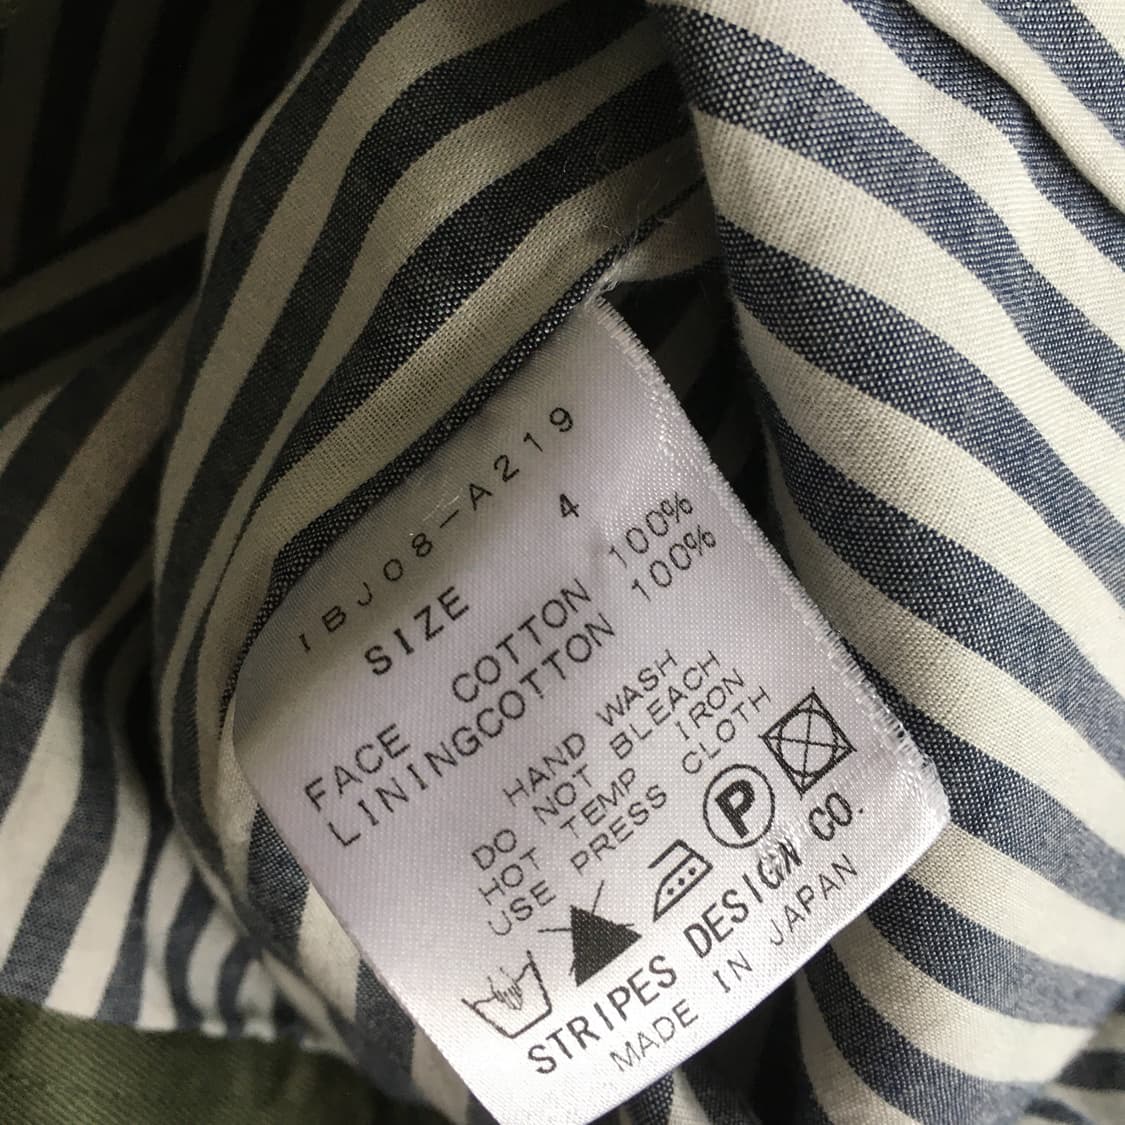 IBJ08-A219
SIZE 4
FACE COTTON 100%
LININGCOTTON 100%
HAND WASH
DO NOT BLEACH
HOT TEMP IRON
USE PRESS CLOTH
P
STRIPES DESIGN CO.
MADE IN JAPAN